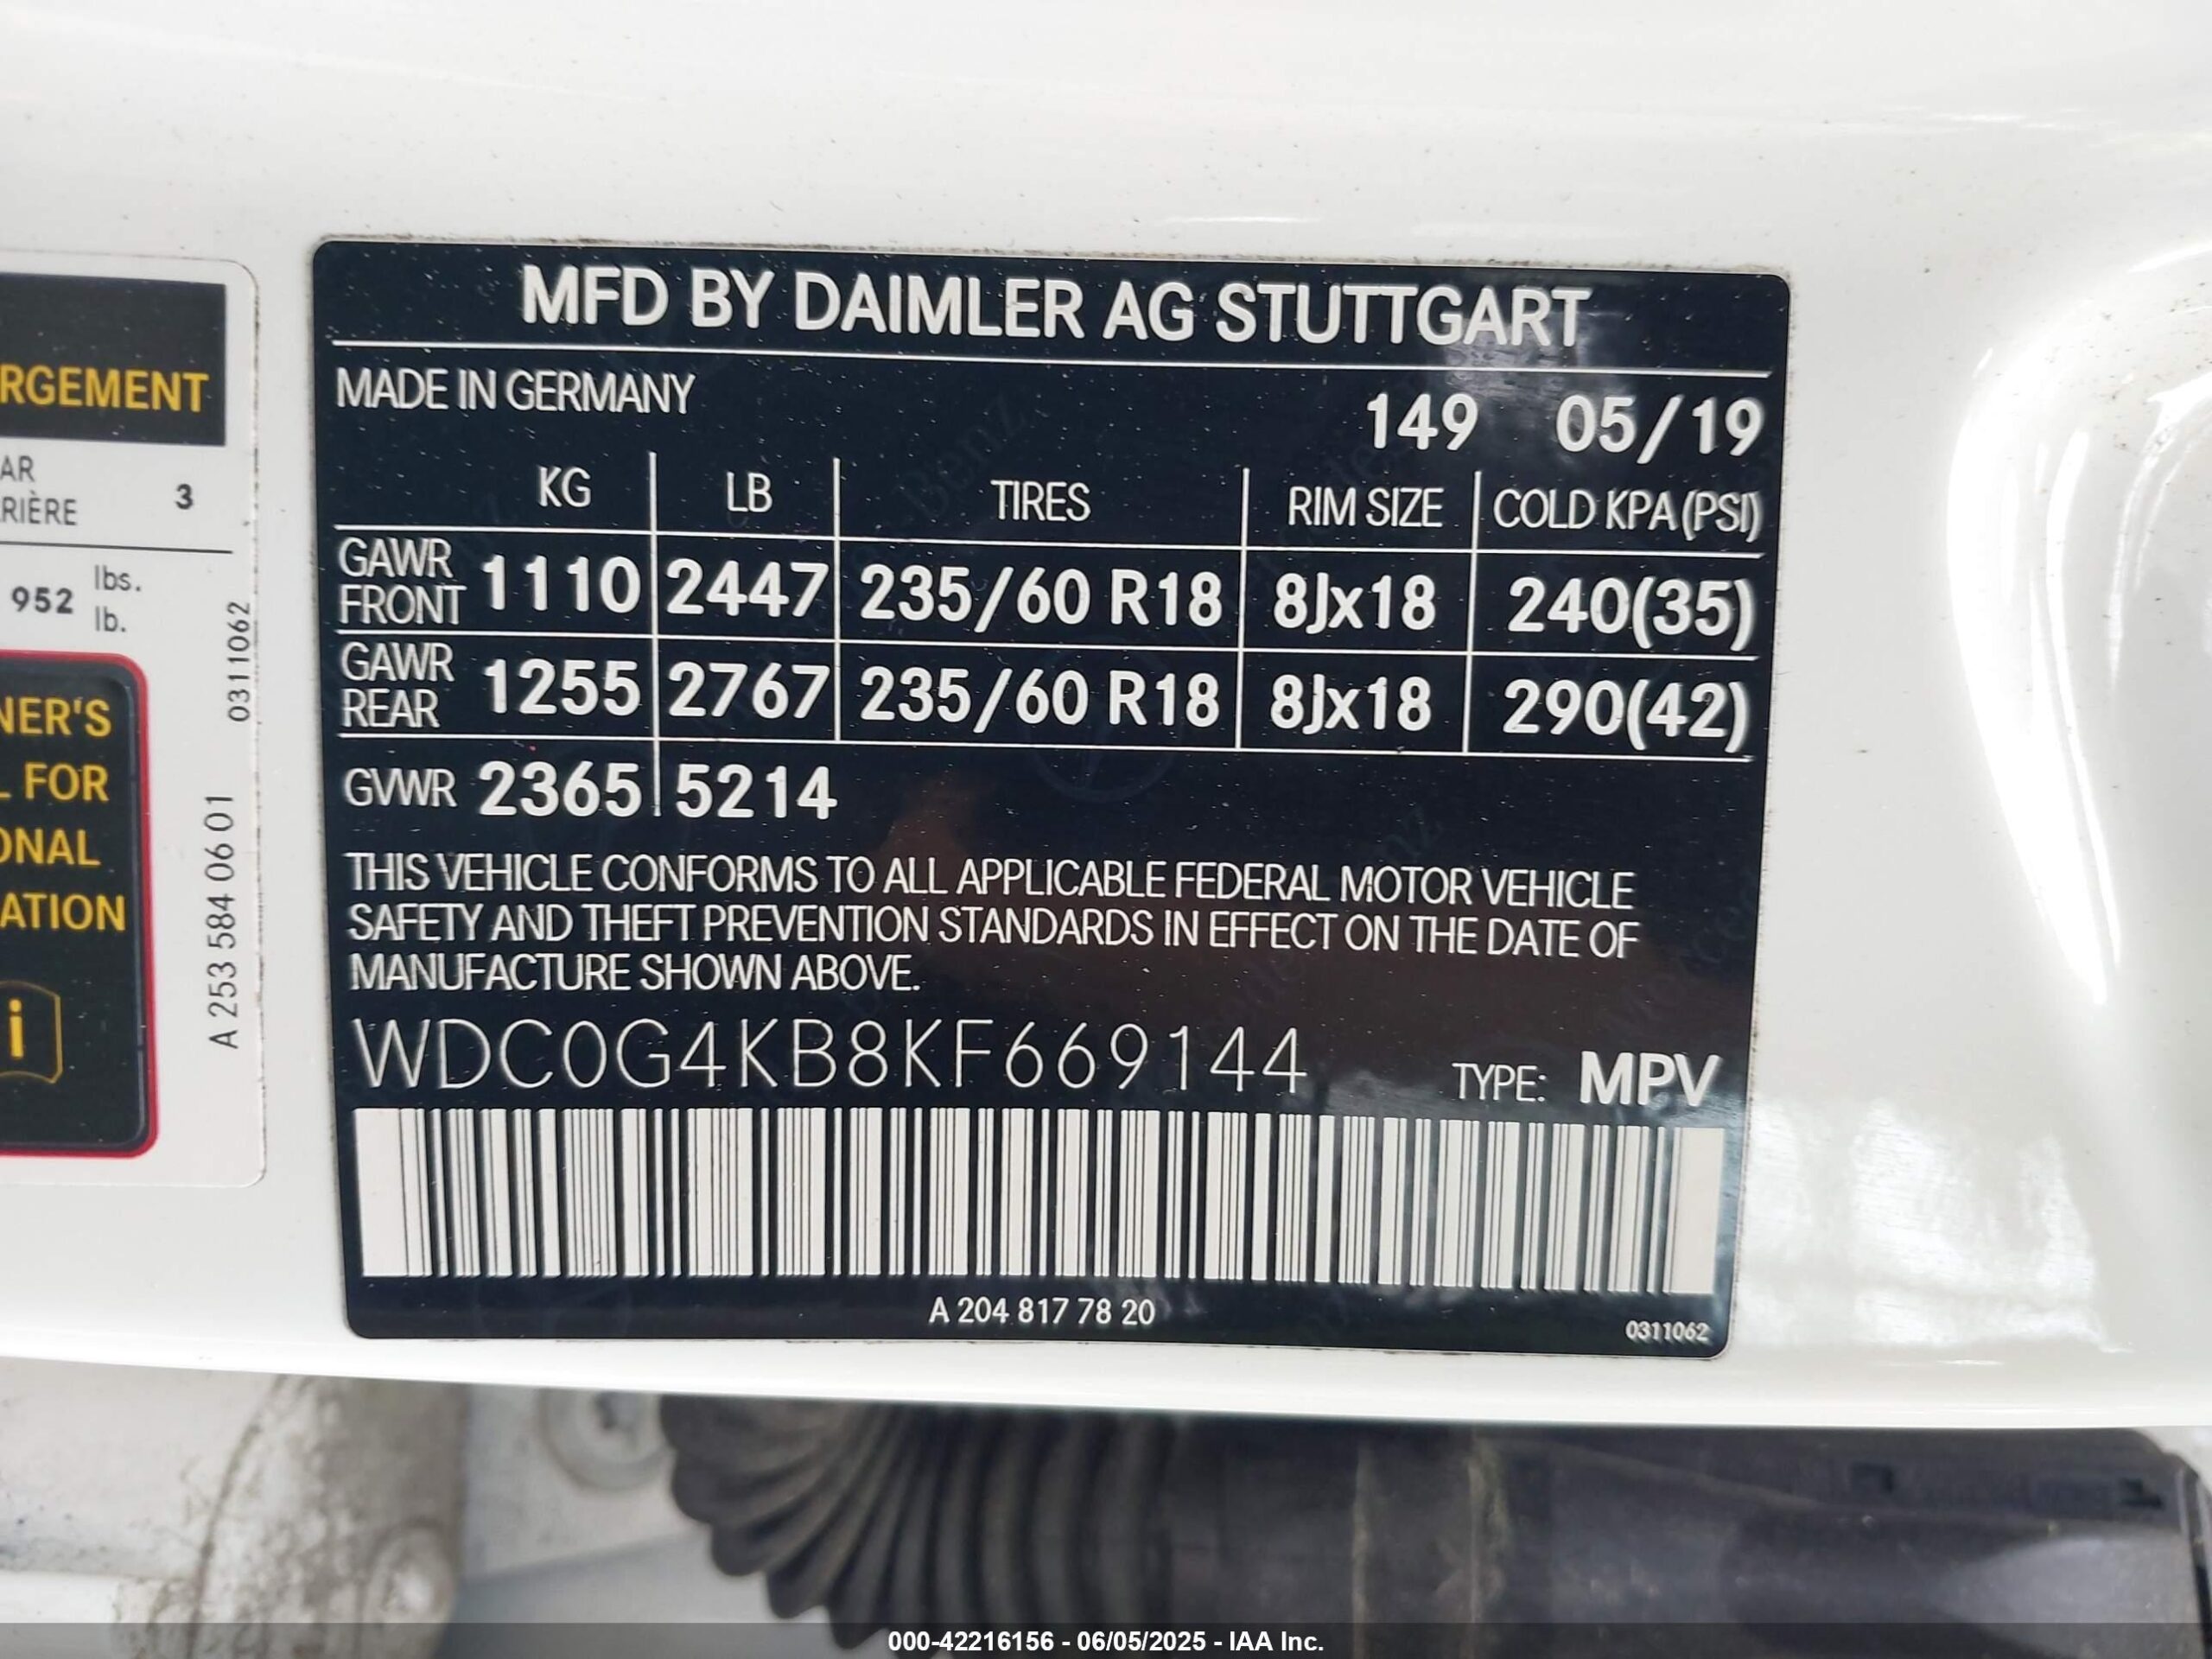 MFD BY DAIMLER AG STUTTGART
MADE IN GERMANY
149 05/19
KG LB TIRES RIM SIZE COLD KPA (PSI)
GAWR FRONT 1110 2447 235/60 R18 8Jx18 240(35)
GAWR REAR 1255 2767 235/60 R18 8Jx18 290(42)
GVWR 2365 5214
THIS VEHICLE CONFORMS TO ALL APPLICABLE FEDERAL MOTOR VEHICLE
SAFETY AND THEFT PREVENTION STANDARDS IN EFFECT ON THE DATE OF
MANUFACTURE SHOWN ABOVE.
WDC0G4KB8KF669144 TYPE: MPV
A 204 817 78 20
0311062
RGEMENT
AR
RIÈRE 3
952 lbs.
lb.
NER'S
L FOR
ONAL
ATION
i
A 253 584 06 01 0311062
000-42216156 - 06/05/2025 - IAA Inc.